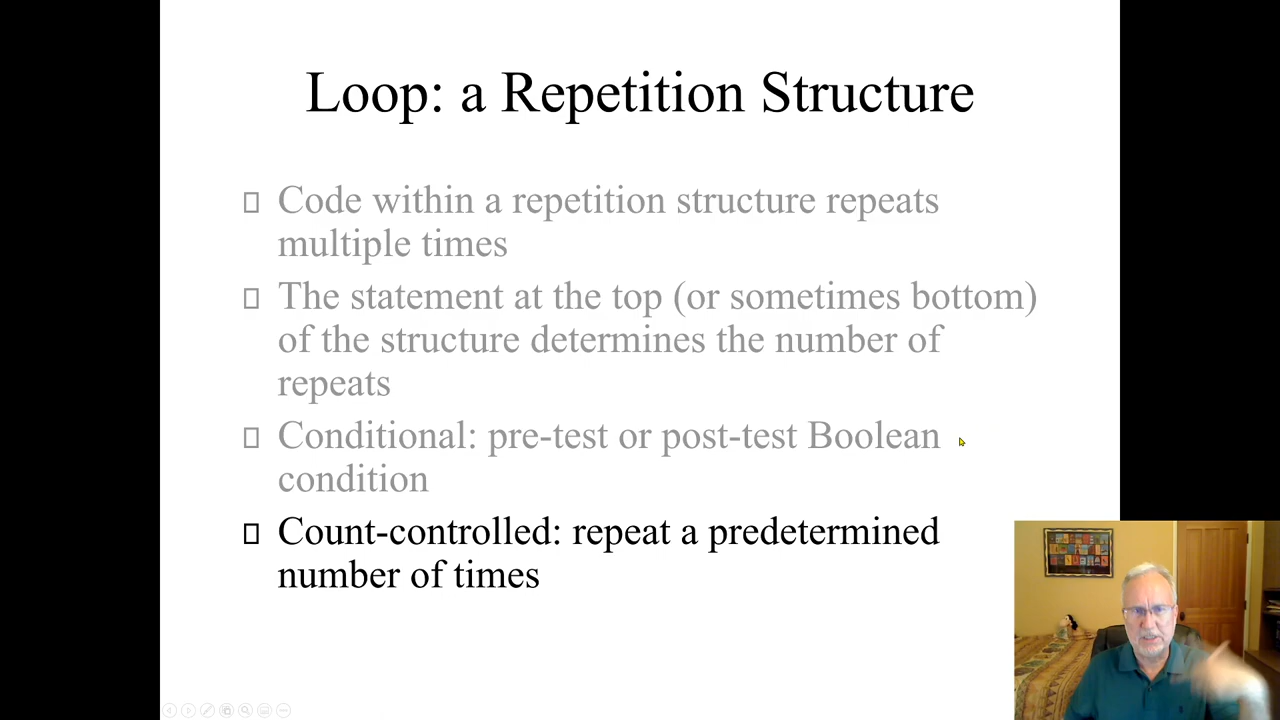 Loop: a Repetition Structure
Code within a repetition structure repeats
multiple times
The statement at the top (or sometimes bottom)
of the structure determines the number of
repeats
Conditional: pre-test or post-test Boolean
condition
Count-controlled: repeat a predetermined
number of times